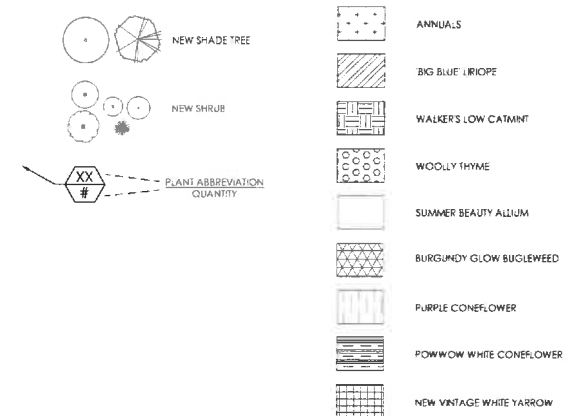 NEW SHADE TREE
NEW SHRUB
XX
#
PLANT ABBREVIATION
QUANTITY
ANNUALS
'BIG BLUE' LIRIOPE
WALKER'S LOW CATMINT
WOOLLY THYME
SUMMER BEAUTY ALLIUM
BURGUNDY GLOW BUGLEWEED
PURPLE CONEFLOWER
POWWOW WHITE CONEFLOWER
NEW VINTAGE WHITE YARROW